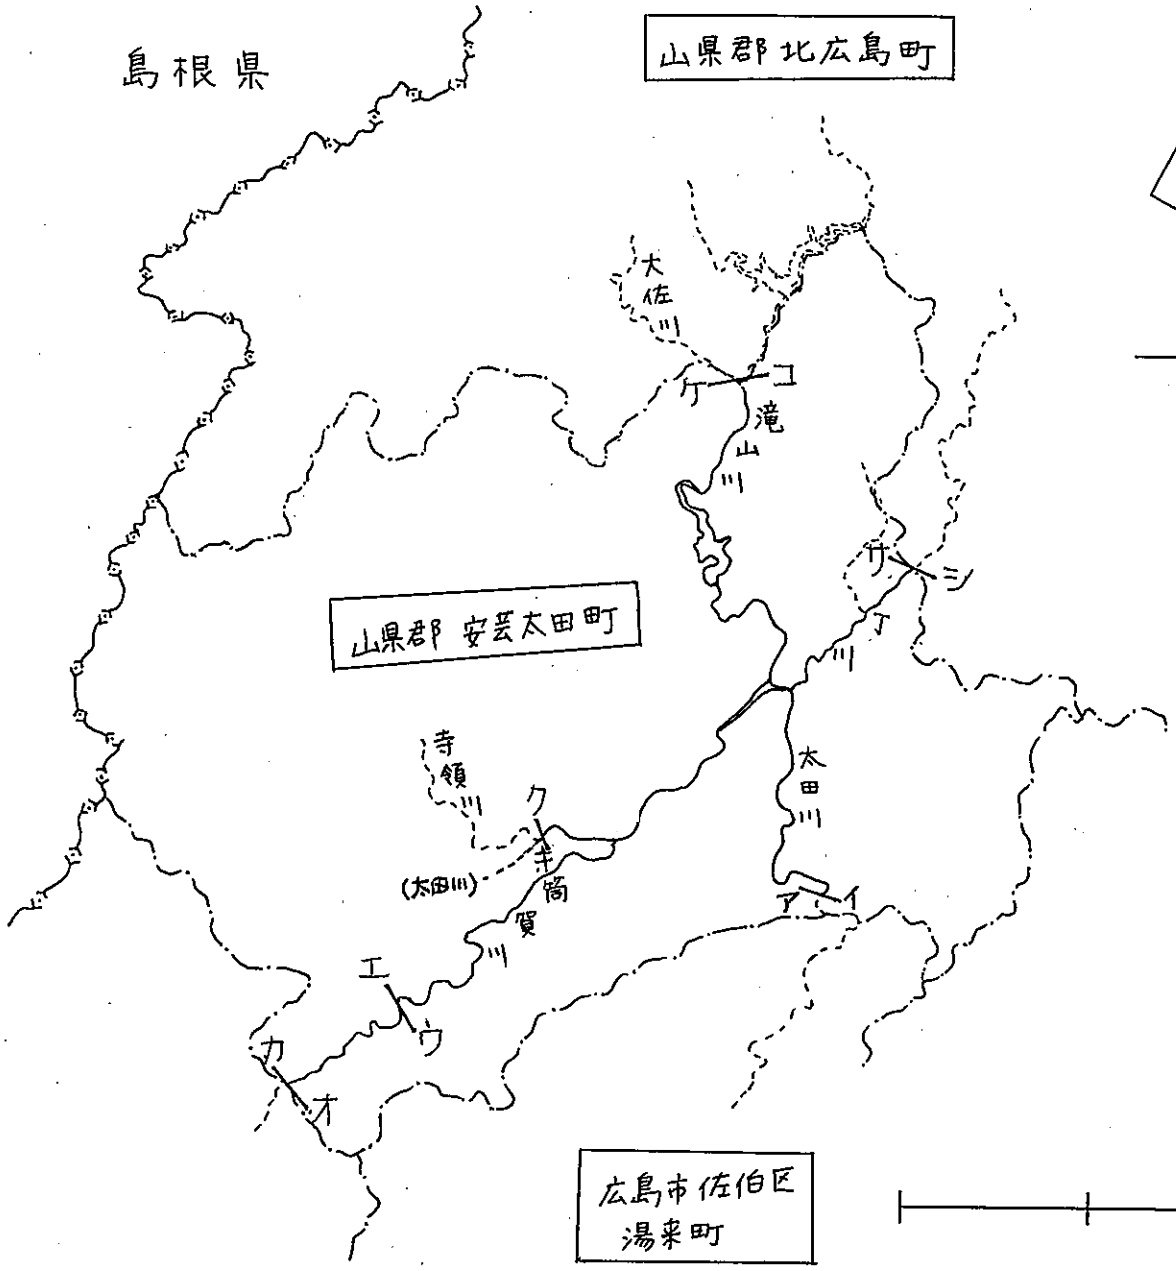 島根県
山県郡 北広島町
大佐川
ケ
コ
滝山川
サ
シ
丁川
山県郡 安芸太田町
寺領川
ク
キ
(太田川)
筒賀川
太田川
ア
イ
エ
ウ
カ
オ
広島市佐伯区
湯来町